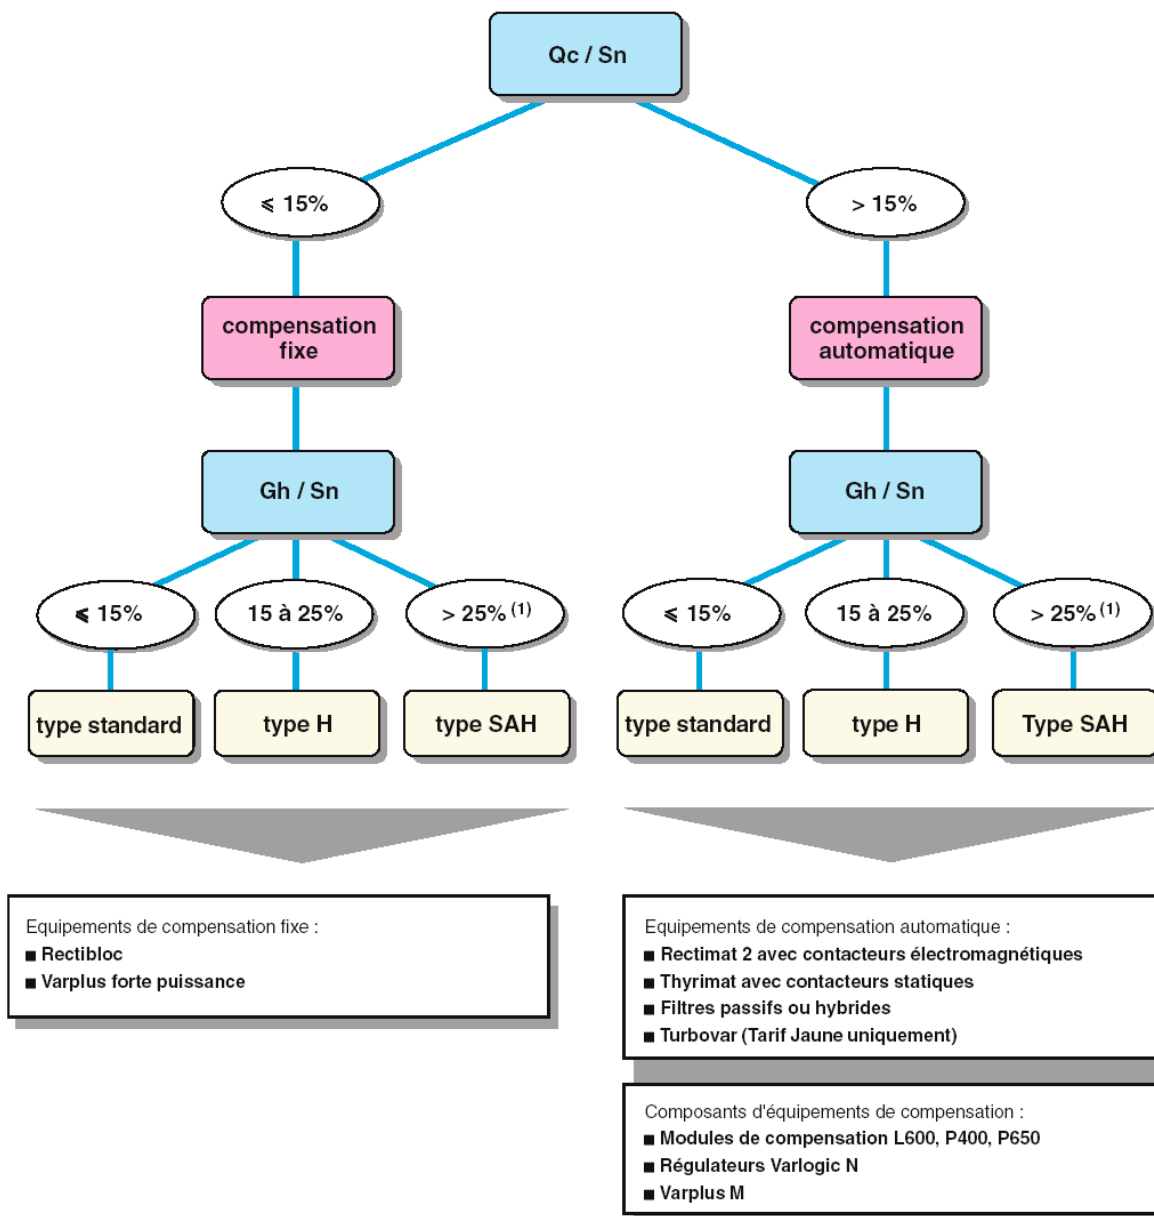 Qc / Sn
⩽ 15%
> 15%
compensation
fixe
compensation
automatique
Gh / Sn
Gh / Sn
⩽ 15%
15 à 25%
> 25% (1)
⩽ 15%
15 à 25%
> 25% (1)
type standard
type H
type SAH
type standard
type H
Type SAH
Equipements de compensation fixe :
■ Rectibloc
■ Varplus forte puissance
Equipements de compensation automatique :
■ Rectimat 2 avec contacteurs électromagnétiques
■ Thyrimat avec contacteurs statiques
■ Filtres passifs ou hybrides
■ Turbovar (Tarif Jaune uniquement)
Composants d'équipements de compensation :
■ Modules de compensation L600, P400, P650
■ Régulateurs Varlogic N
■ Varplus M